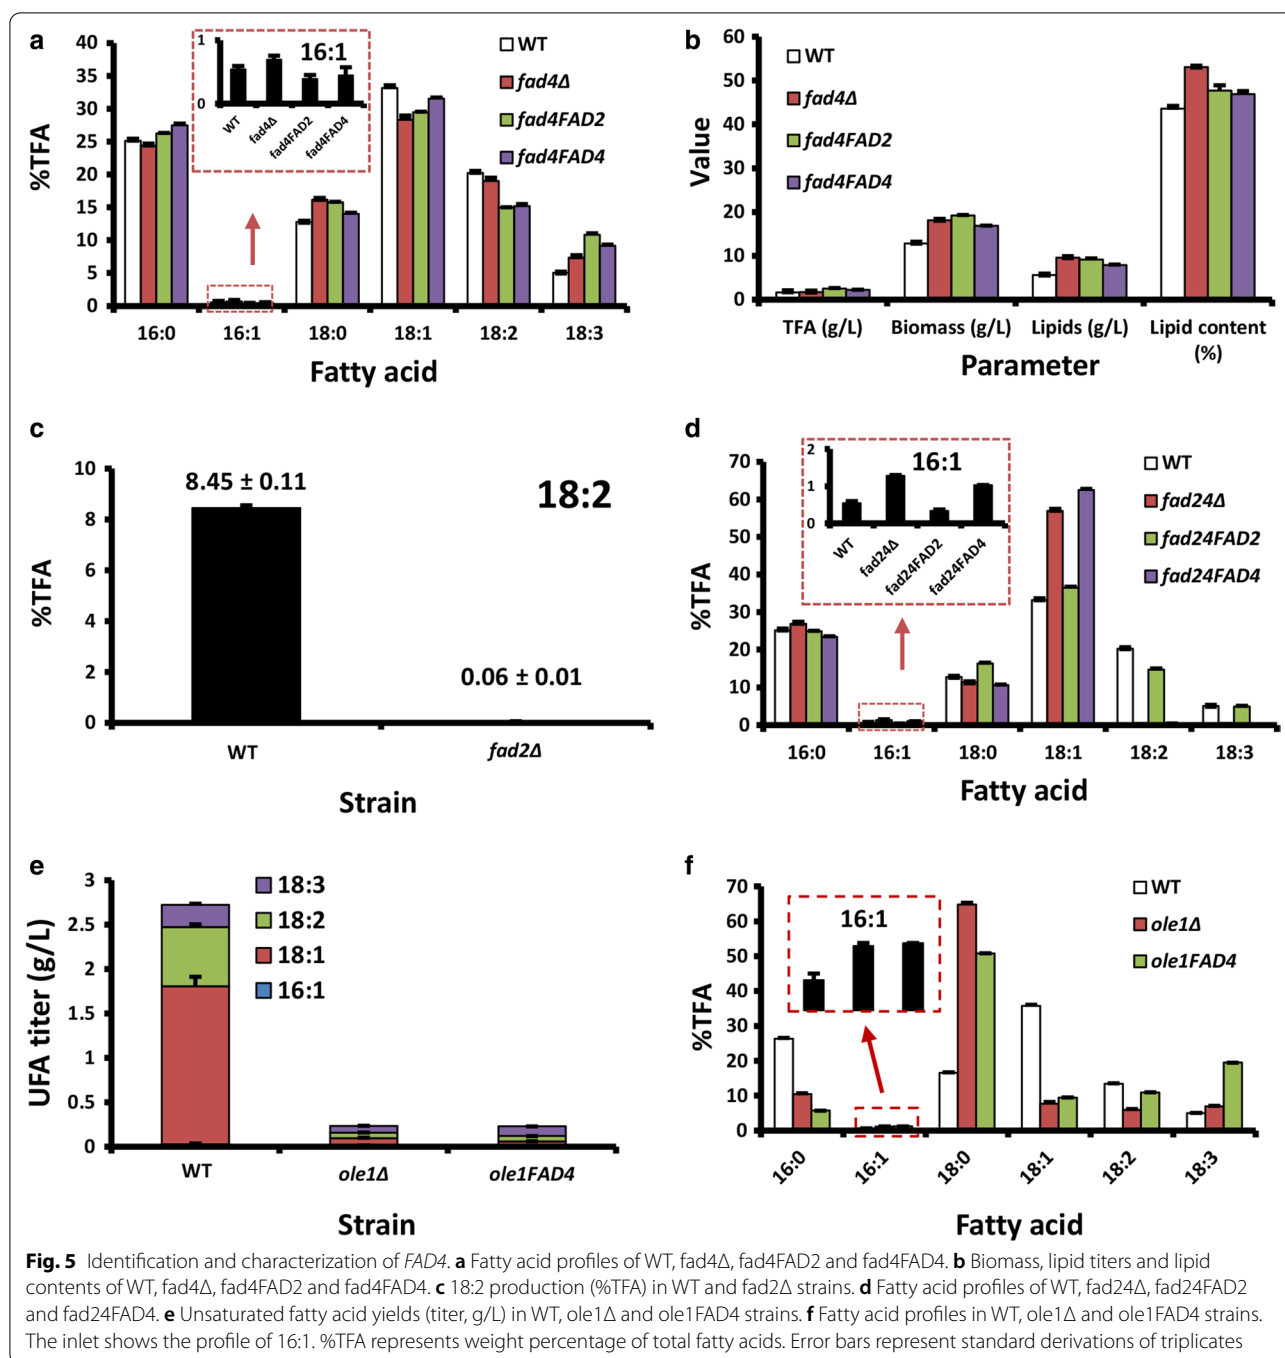 a
40
35
30
25
20
15
10
5
0
%TFA
1
0
16:1
WT
fad4Δ
fad4FAD2
fad4FAD4
WT
fad4Δ
fad4FAD2
fad4FAD4
16:0 16:1 18:0 18:1 18:2 18:3
Fatty acid
b
60
50
40
30
20
10
0
Value
WT
fad4Δ
fad4FAD2
fad4FAD4
TFA (g/L) Biomass (g/L) Lipids (g/L) Lipid content
(%)
Parameter
c
10
8
6
4
2
0
%TFA
8.45 ± 0.11
18:2
0.06 ± 0.01
WT fad2Δ
Strain
d
70
60
50
40
30
20
10
0
%TFA
2
1
0
16:1
WT
fad24Δ
fad24FAD2
fad24FAD4
WT
fad24Δ
fad24FAD2
fad24FAD4
16:0 16:1 18:0 18:1 18:2 18:3
Fatty acid
e
3
2.5
2
1.5
1
0.5
0
UFA titer (g/L)
18:3
18:2
18:1
16:1
WT ole1Δ ole1FAD4
Strain
f
70
60
50
40
30
20
10
0
%TFA
16:1
WT
ole1Δ
ole1FAD4
16:0 16:1 18:0 18:1 18:2 18:3
Fatty acid
Fig. 5 Identification and characterization of FAD4. a Fatty acid profiles of WT, fad4Δ, fad4FAD2 and fad4FAD4. b Biomass, lipid titers and lipid
contents of WT, fad4Δ, fad4FAD2 and fad4FAD4. c 18:2 production (%TFA) in WT and fad2Δ strains. d Fatty acid profiles of WT, fad24Δ, fad24FAD2
and fad24FAD4. e Unsaturated fatty acid yields (titer, g/L) in WT, ole1Δ and ole1FAD4 strains. f Fatty acid profiles in WT, ole1Δ and ole1FAD4 strains.
The inlet shows the profile of 16:1. %TFA represents weight percentage of total fatty acids. Error bars represent standard derivations of triplicates